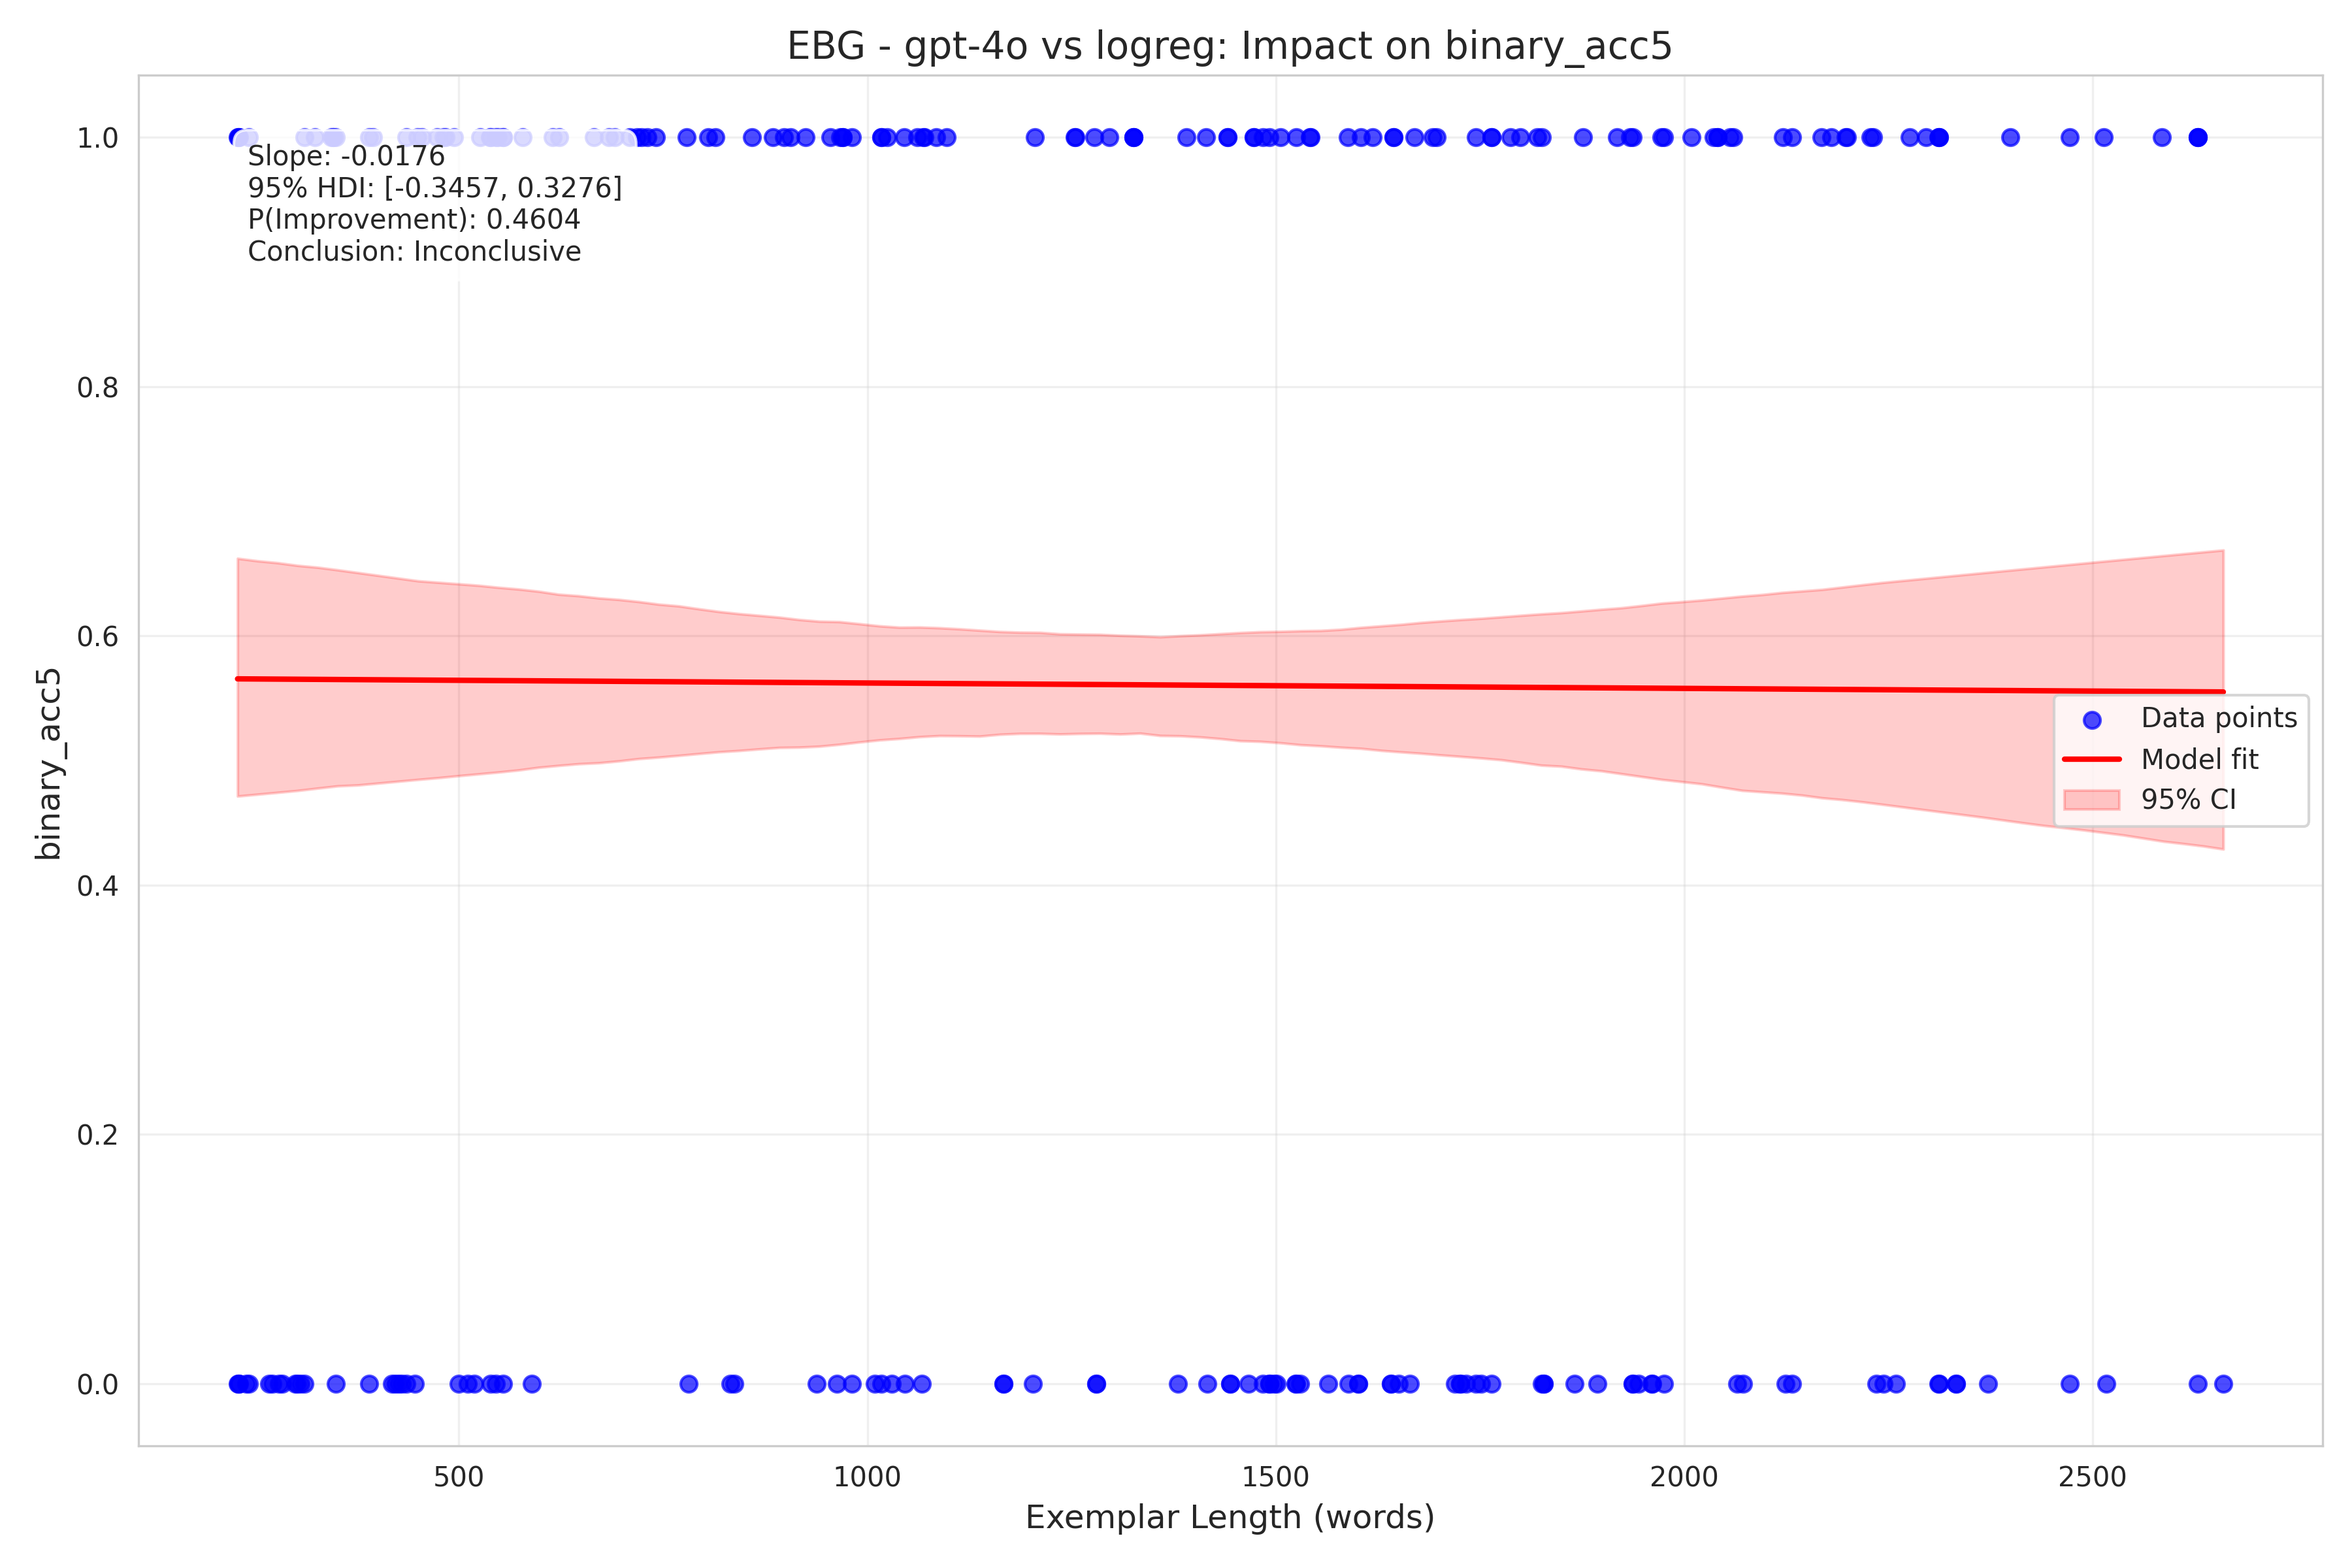 EBG - gpt-4o vs logreg: Impact on binary_acc5
1.0
Slope: -0.0176
95% HDI: [-0.3457, 0.3276]
P(Improvement): 0.4604
Conclusion: Inconclusive
0.8
0.6
binary_acc5
Data points
Model fit
95% CI
0.4
0.2
0.0
500
1000
1500
2000
2500
Exemplar Length (words)